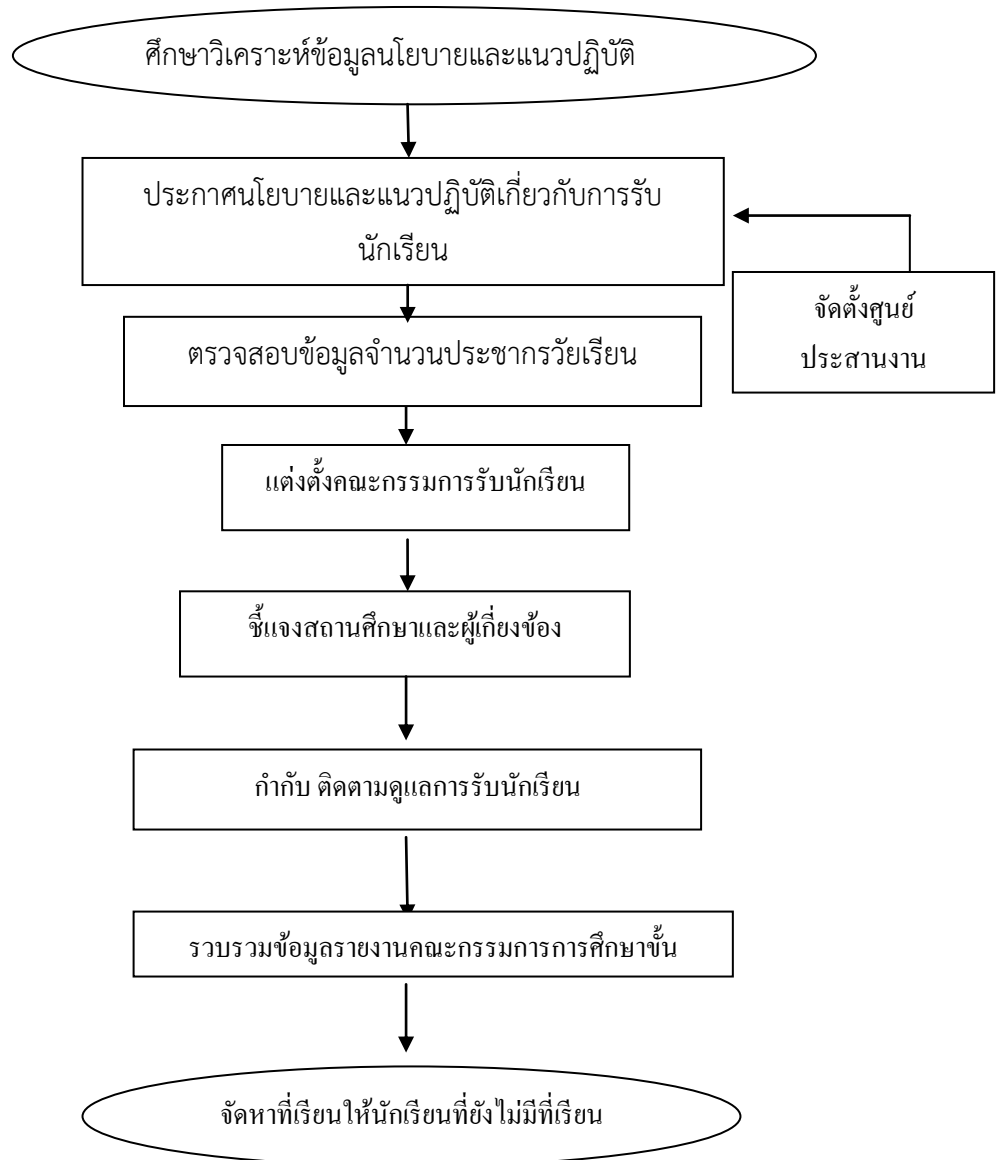 ศึกษาวิเคราะห์ข้อมูลนโยบายและแนวปฏิบัติ
ประกาศนโยบายและแนวปฏิบัติเกี่ยวกับการรับ
นักเรียน
จัดตั้งศูนย์
ประสานงาน
ตรวจสอบข้อมูลจำนวนประชากรวัยเรียน
แต่งตั้งคณะกรรมการรับนักเรียน
ชี้แจงสถานศึกษาและผู้เกี่ยงข้อง
กำกับ ติดตามดูแลการรับนักเรียน
รวบรวมข้อมูลรายงานคณะกรรมการการศึกษาขั้น
จัดหาที่เรียนให้นักเรียนที่ยังไม่มีที่เรียน